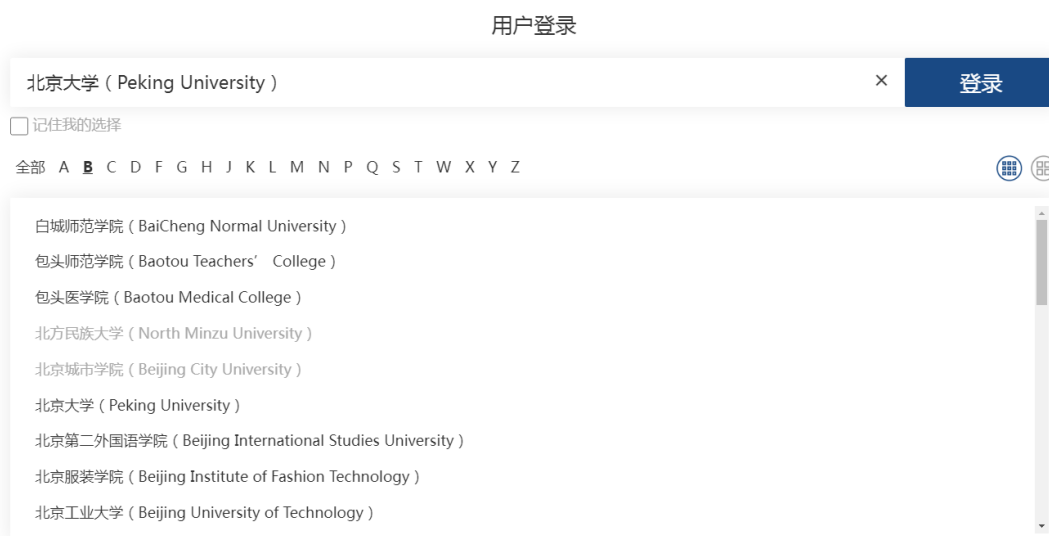 用户登录
北京大学（Peking University）
×
登录
记住我的选择
全部 A B C D F G H J K L M N P Q S T W X Y Z
白城师范学院（BaiCheng Normal University）
包头师范学院（Baotou Teachers’ College）
包头医学院（Baotou Medical College）
北方民族大学（North Minzu University）
北京城市学院（Beijing City University）
北京大学（Peking University）
北京第二外国语学院（Beijing International Studies University）
北京服装学院（Beijing Institute of Fashion Technology）
北京工业大学（Beijing University of Technology）